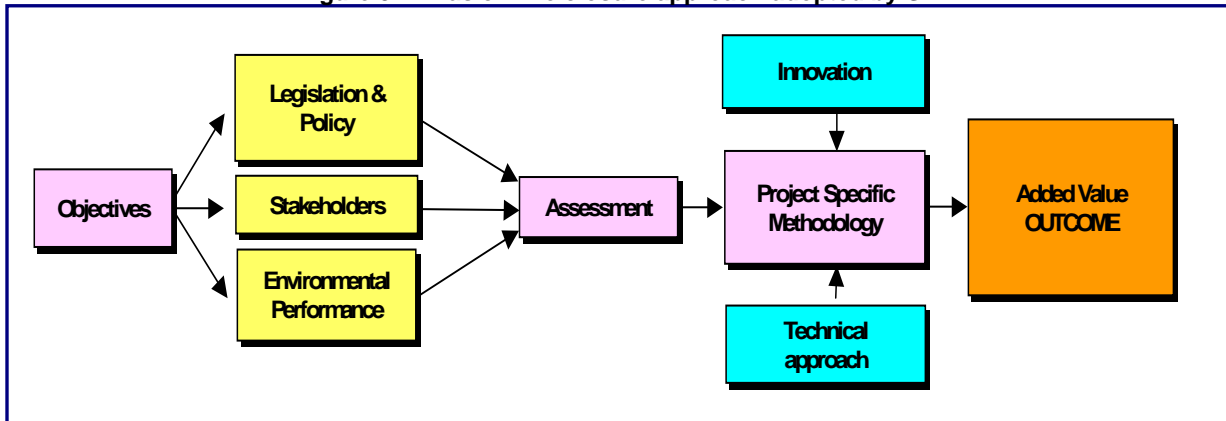 Legislation &
Policy
Innovation
Objectives
Stakeholders
Assessment
Project Specific
Methodology
Added Value
OUTCOME
Environmental
Performance
Technical
approach